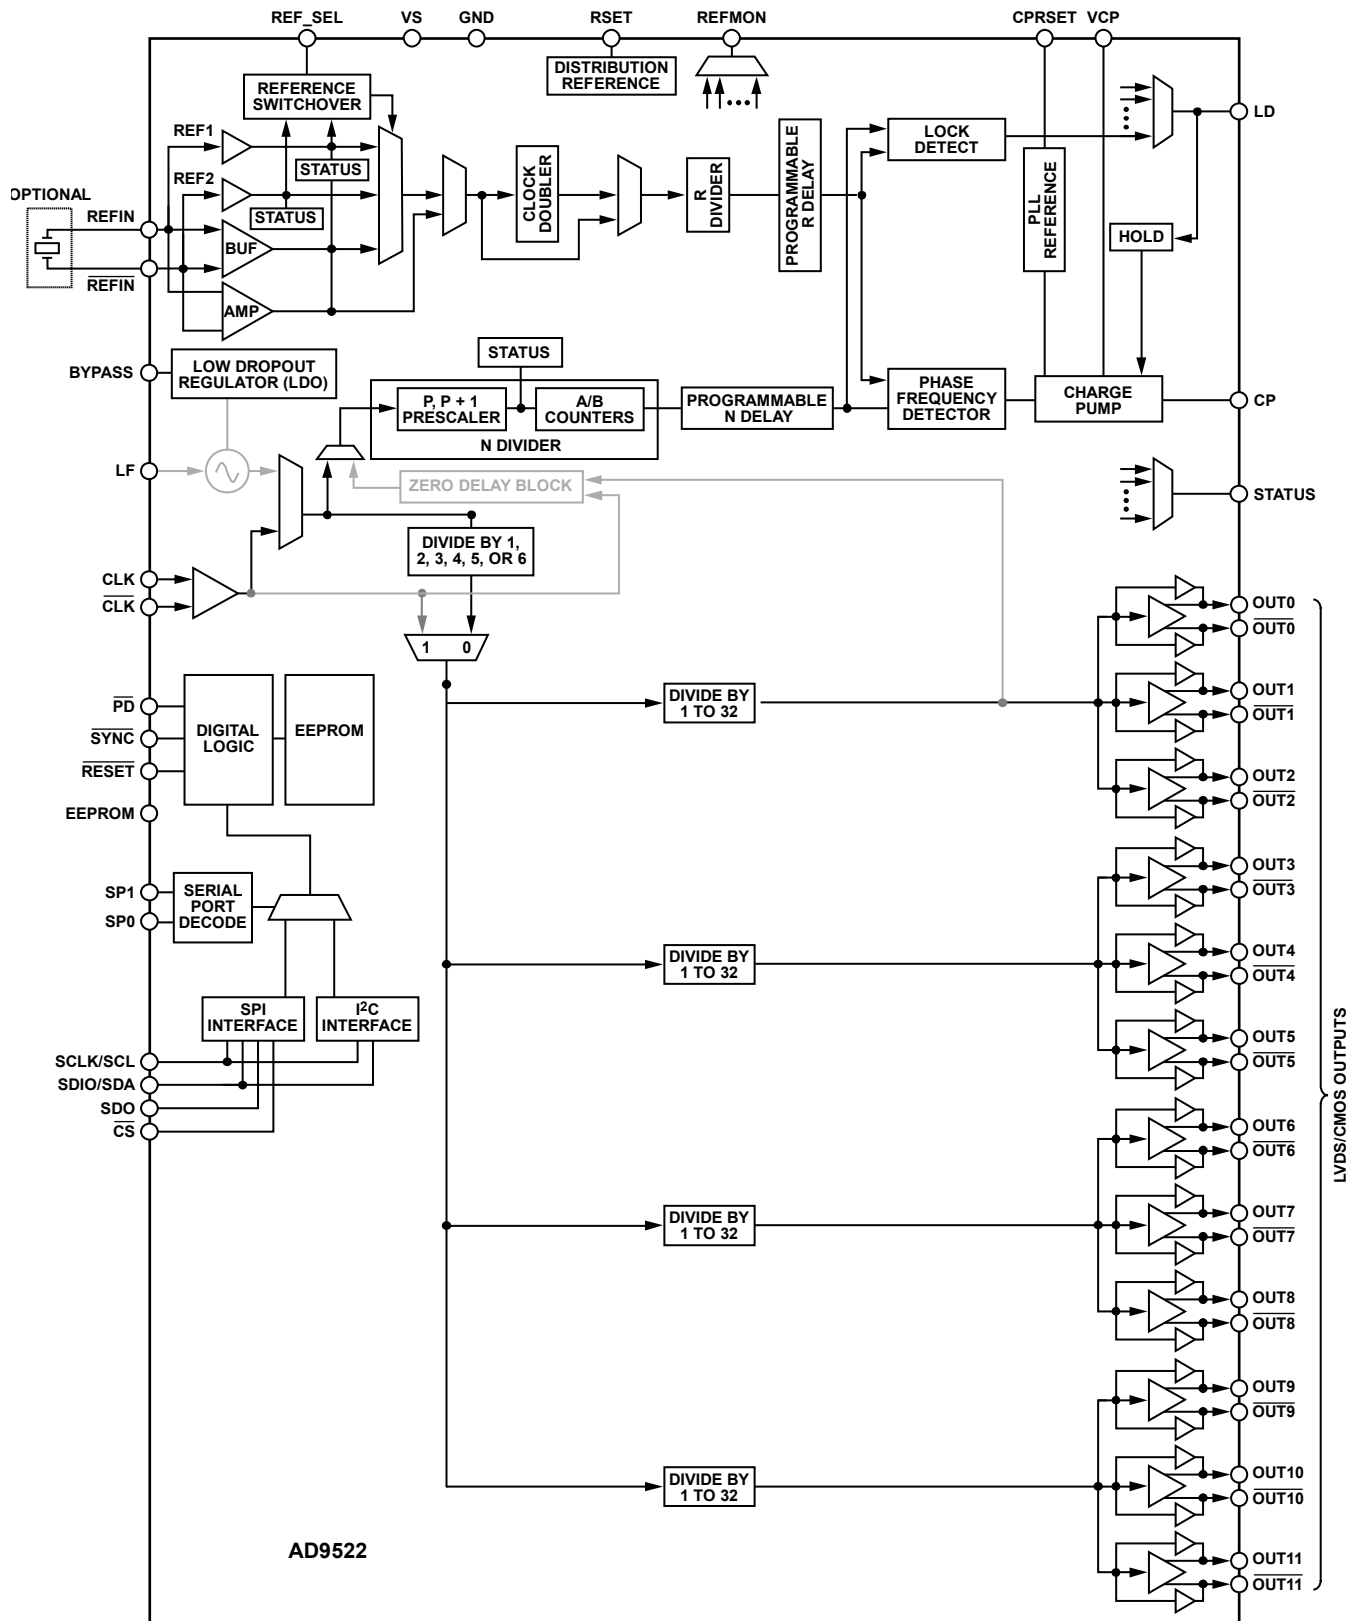 REF_SEL
VS
GND
RSET
REFMON
CPRSET
VCP
DISTRIBUTION
REFERENCE
REFERENCE
SWITCHOVER
REF1
REF2
STATUS
STATUS
OPTIONAL
REFIN
REFIN
BUF
AMP
CLOCK
DOUBLER
R
DIVIDER
PROGRAMMABLE
R DELAY
LOCK
DETECT
LD
PLL
REFERENCE
HOLD
BYPASS
LOW DROPOUT
REGULATOR (LDO)
STATUS
P, P + 1
PRESCALER
A/B
COUNTERS
N DIVIDER
PROGRAMMABLE
N DELAY
PHASE
FREQUENCY
DETECTOR
CHARGE
PUMP
CP
LF
ZERO DELAY BLOCK
STATUS
DIVIDE BY 1,
2, 3, 4, 5, OR 6
CLK
CLK
1 0
OUT0
OUT0
DIVIDE BY
1 TO 32
OUT1
OUT1
OUT2
OUT2
PD
SYNC
RESET
EEPROM
DIGITAL
LOGIC
EEPROM
SP1
SP0
SERIAL
PORT
DECODE
OUT3
OUT3
DIVIDE BY
1 TO 32
OUT4
OUT4
OUT5
OUT5
SPI
INTERFACE
I²C
INTERFACE
SCLK/SCL
SDIO/SDA
SDO
CS
LVDS/CMOS OUTPUTS
OUT6
OUT6
DIVIDE BY
1 TO 32
OUT7
OUT7
OUT8
OUT8
OUT9
OUT9
DIVIDE BY
1 TO 32
OUT10
OUT10
OUT11
OUT11
AD9522